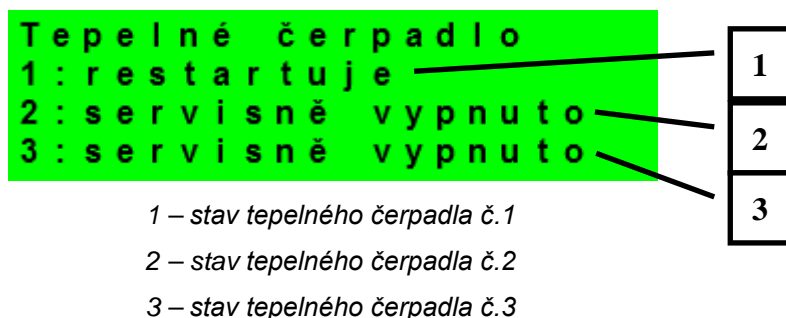 Tepelné čerpadlo
1:restartuje
2:servisně vypnuto
3:servisně vypnuto
1
2
3
1 – stav tepelného čerpadla č.1
2 – stav tepelného čerpadla č.2
3 – stav tepelného čerpadla č.3